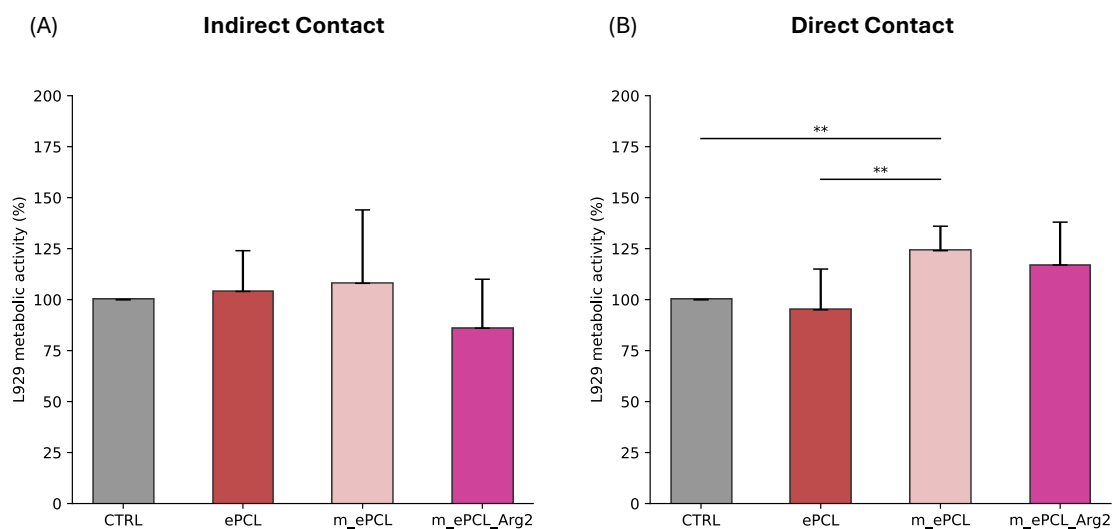 (A)
Indirect Contact
200
175
150
125
100
75
50
25
0
L929 metabolic activity (%)
CTRL
ePCL
m_ePCL
m_ePCL_Arg2
(B)
Direct Contact
200
175
150
125
100
75
50
25
0
L929 metabolic activity (%)
**
**
CTRL
ePCL
m_ePCL
m_ePCL_Arg2